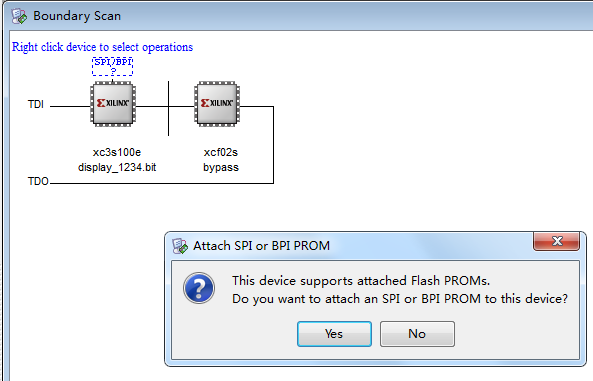 Boundary Scan
Right click device to select operations
SPI/BPI
?
TDI
XILINX
XILINX
xc3s100e
xcf02s
display_1234.bit
bypass
TDO
Attach SPI or BPI PROM
This device supports attached Flash PROMs.
Do you want to attach an SPI or BPI PROM to this device?
Yes
No